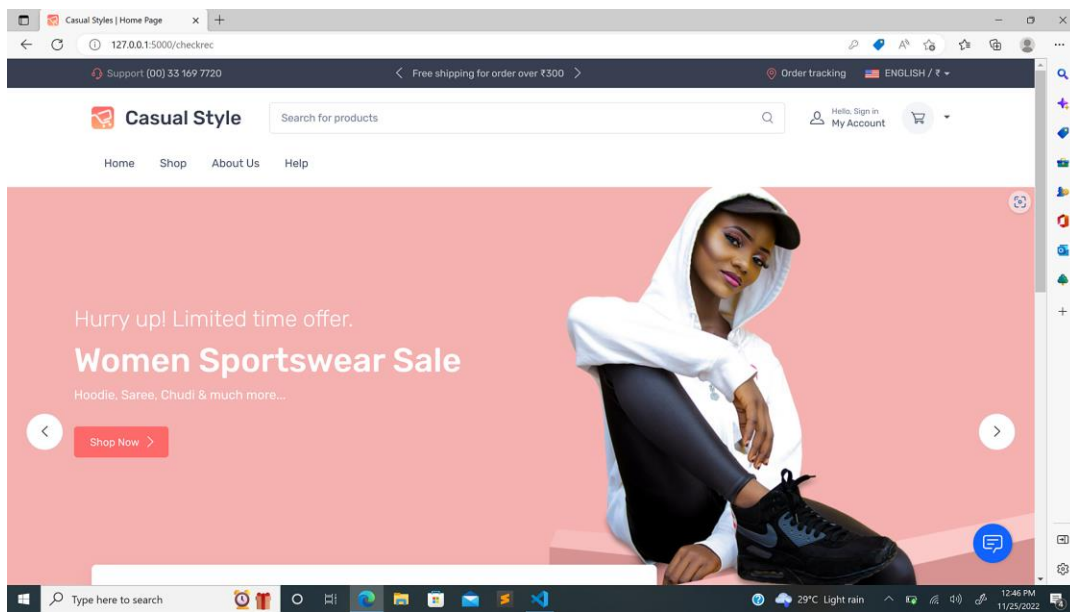 Casual Styles | Home Page
127.0.0.1:5000/checkrec
Support (00) 33 169 7720
Free shipping for order over ₹300
Order tracking
ENGLISH / ₹
Casual Style
Search for products
Hello, Sign in
My Account
Home Shop About Us Help
Hurry up! Limited time offer.
Women Sportswear Sale
Hoodie, Saree, Chudi & much more...
Shop Now
Type here to search
29°C Light rain
12:46 PM
11/25/2022
4